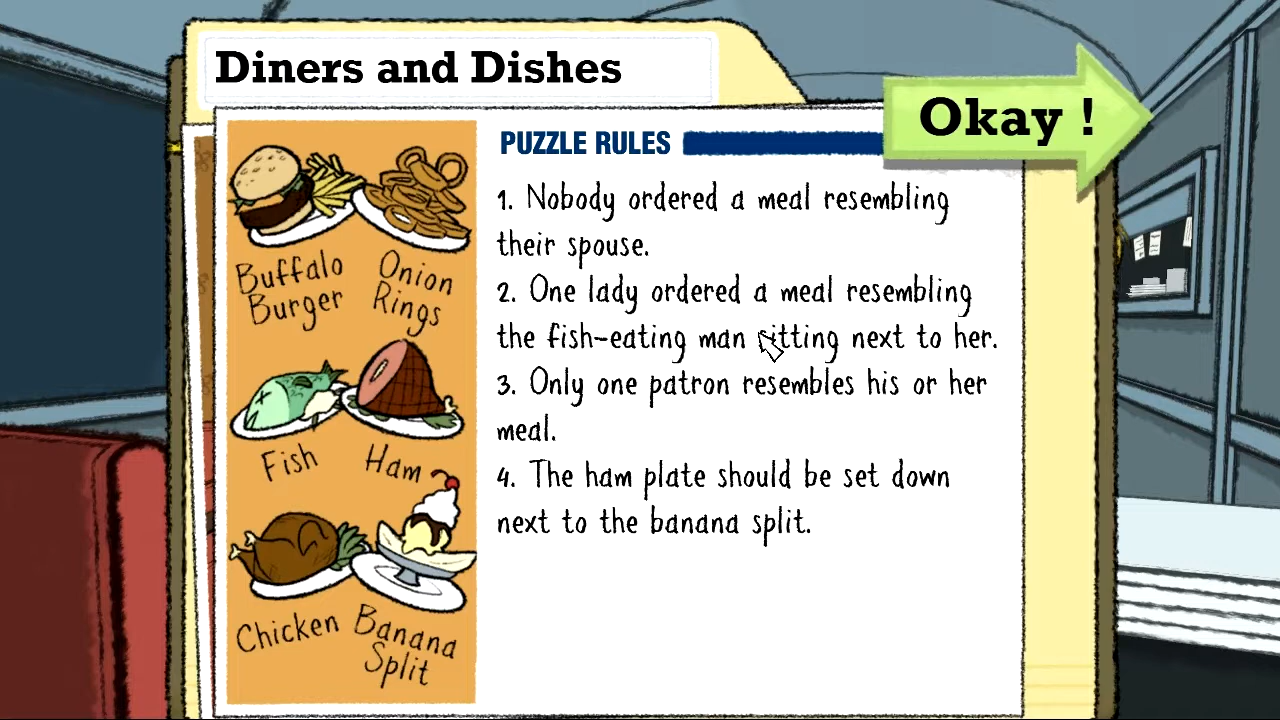 Diners and Dishes
Okay !
PUZZLE RULES
1. Nobody ordered a meal resembling
their spouse.
2. One lady ordered a meal resembling
the fish-eating man sitting next to her.
3. Only one patron resembles his or her
meal.
4. The ham plate should be set down
next to the banana split.
Buffalo
Burger
Onion
Rings
Fish
Ham
Chicken
Banana
Split